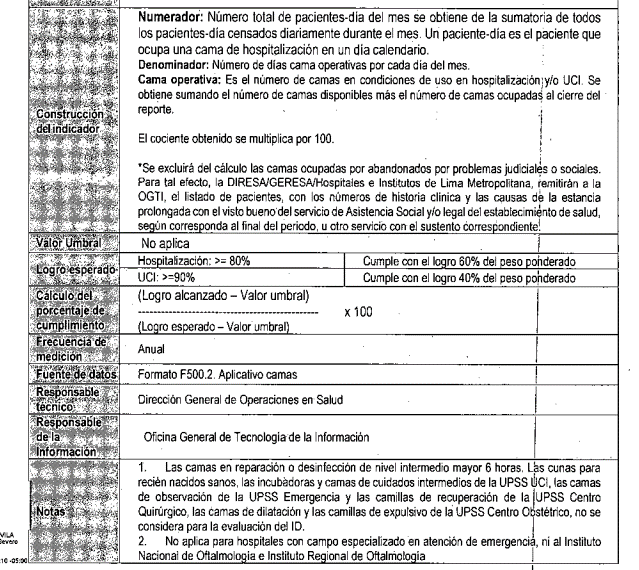 Numerador: Número total de pacientes-día del mes se obtiene de la sumatoria de todos
los pacientes-día censados diariamente durante el mes. Un paciente-día es el paciente que
ocupa una cama de hospitalización en un día calendario.
Denominador: Número de días cama operativas por cada día del mes.
Cama operativa: Es el número de camas en condiciones de uso en hospitalización y/o UCI. Se
obtiene sumando el número de camas disponibles más el número de camas ocupadas al cierre del
reporte.
Construcción
del indicador
El cociente obtenido se multiplica por 100.
*Se excluirá del cálculo las camas ocupadas por abandonados por problemas judiciales o sociales.
Para tal efecto, la DIRESA/GERESA/Hospitales e Institutos de Lima Metropolitana, remitirán a la
OGTI, el listado de pacientes, con los números de historia clínica y las causas de la estancia
prolongada con el visto bueno del servicio de Asistencia Social y/o legal del establecimiento de salud,
según corresponda al final del periodo, u otro servicio con el sustento correspondiente.
Valor Umbral No aplica
Logro esperado
Hospitalización: >= 80% Cumple con el logro 60% del peso ponderado
UCI: >=90% Cumple con el logro 40% del peso ponderado
Cálculo del
porcentaje de
cumplimiento
(Logro alcanzado – Valor umbral)
--------------------------------------------- x 100
(Logro esperado – Valor umbral)
Frecuencia de
medición
Anual
Fuente de datos Formato F500.2. Aplicativo camas
Responsable
técnico
Dirección General de Operaciones en Salud
Responsable
de la
Información
Oficina General de Tecnología de la Información
Notas
1. Las camas en reparación o desinfección de nivel intermedio mayor 6 horas. Las cunas para
recién nacidos sanos, las incubadoras y camas de cuidados intermedios de la UPSS UCI, las camas
de observación de la UPSS Emergencia y las camillas de recuperación de la UPSS Centro
Quirúrgico, las camas de dilatación y las camillas de expulsivo de la UPSS Centro Obstétrico, no se
considera para la evaluación del ID.
2. No aplica para hospitales con campo especializado en atención de emergencia, ni al Instituto
Nacional de Oftalmología e Instituto Regional de Oftalmología
VILA
Severo
:10 -05:00